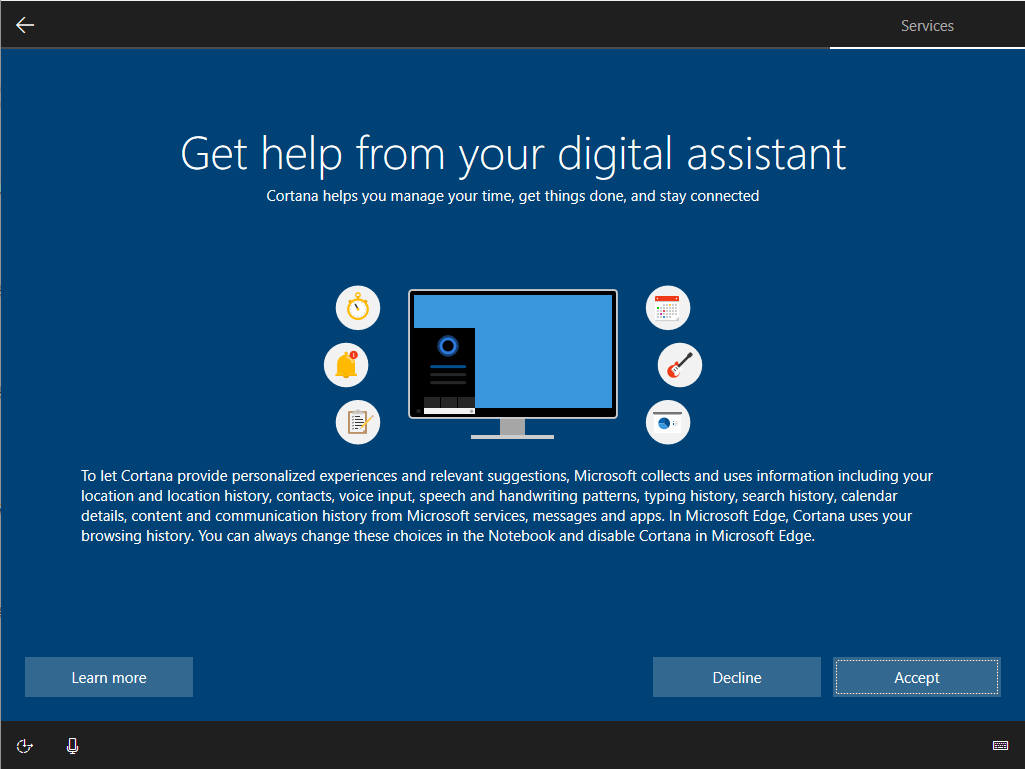 Services
Get help from your digital assistant
Cortana helps you manage your time, get things done, and stay connected
To let Cortana provide personalized experiences and relevant suggestions, Microsoft collects and uses information including your
location and location history, contacts, voice input, speech and handwriting patterns, typing history, search history, calendar
details, content and communication history from Microsoft services, messages and apps. In Microsoft Edge, Cortana uses your
browsing history. You can always change these choices in the Notebook and disable Cortana in Microsoft Edge.
Learn more
Decline
Accept